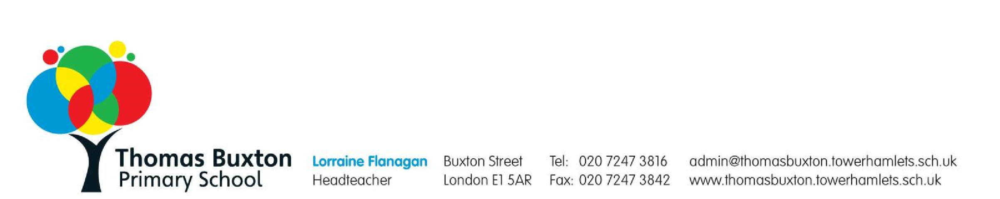 Thomas Buxton
Primary School
Lorraine Flanagan
Headteacher
Buxton Street
London E1 5AR
Tel: 020 7247 3816
Fax: 020 7247 3842
admin@thomasbuxton.towerhamlets.sch.uk
www.thomasbuxton.towerhamlets.sch.uk